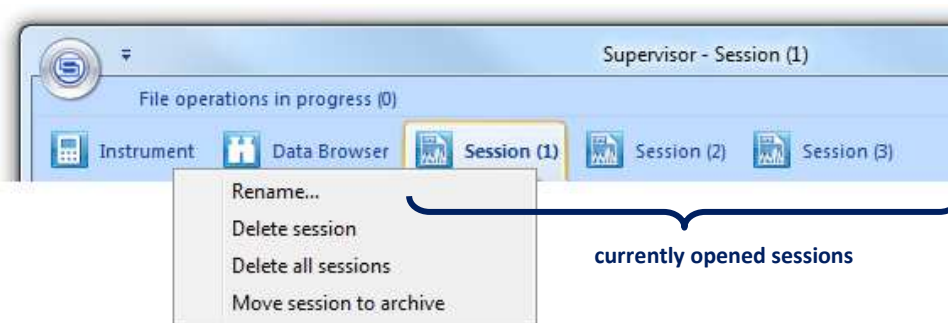 Supervisor - Session (1)
File operations in progress (0)
Instrument Data Browser Session (1) Session (2) Session (3)
Rename...
Delete session
Delete all sessions
Move session to archive
currently opened sessions